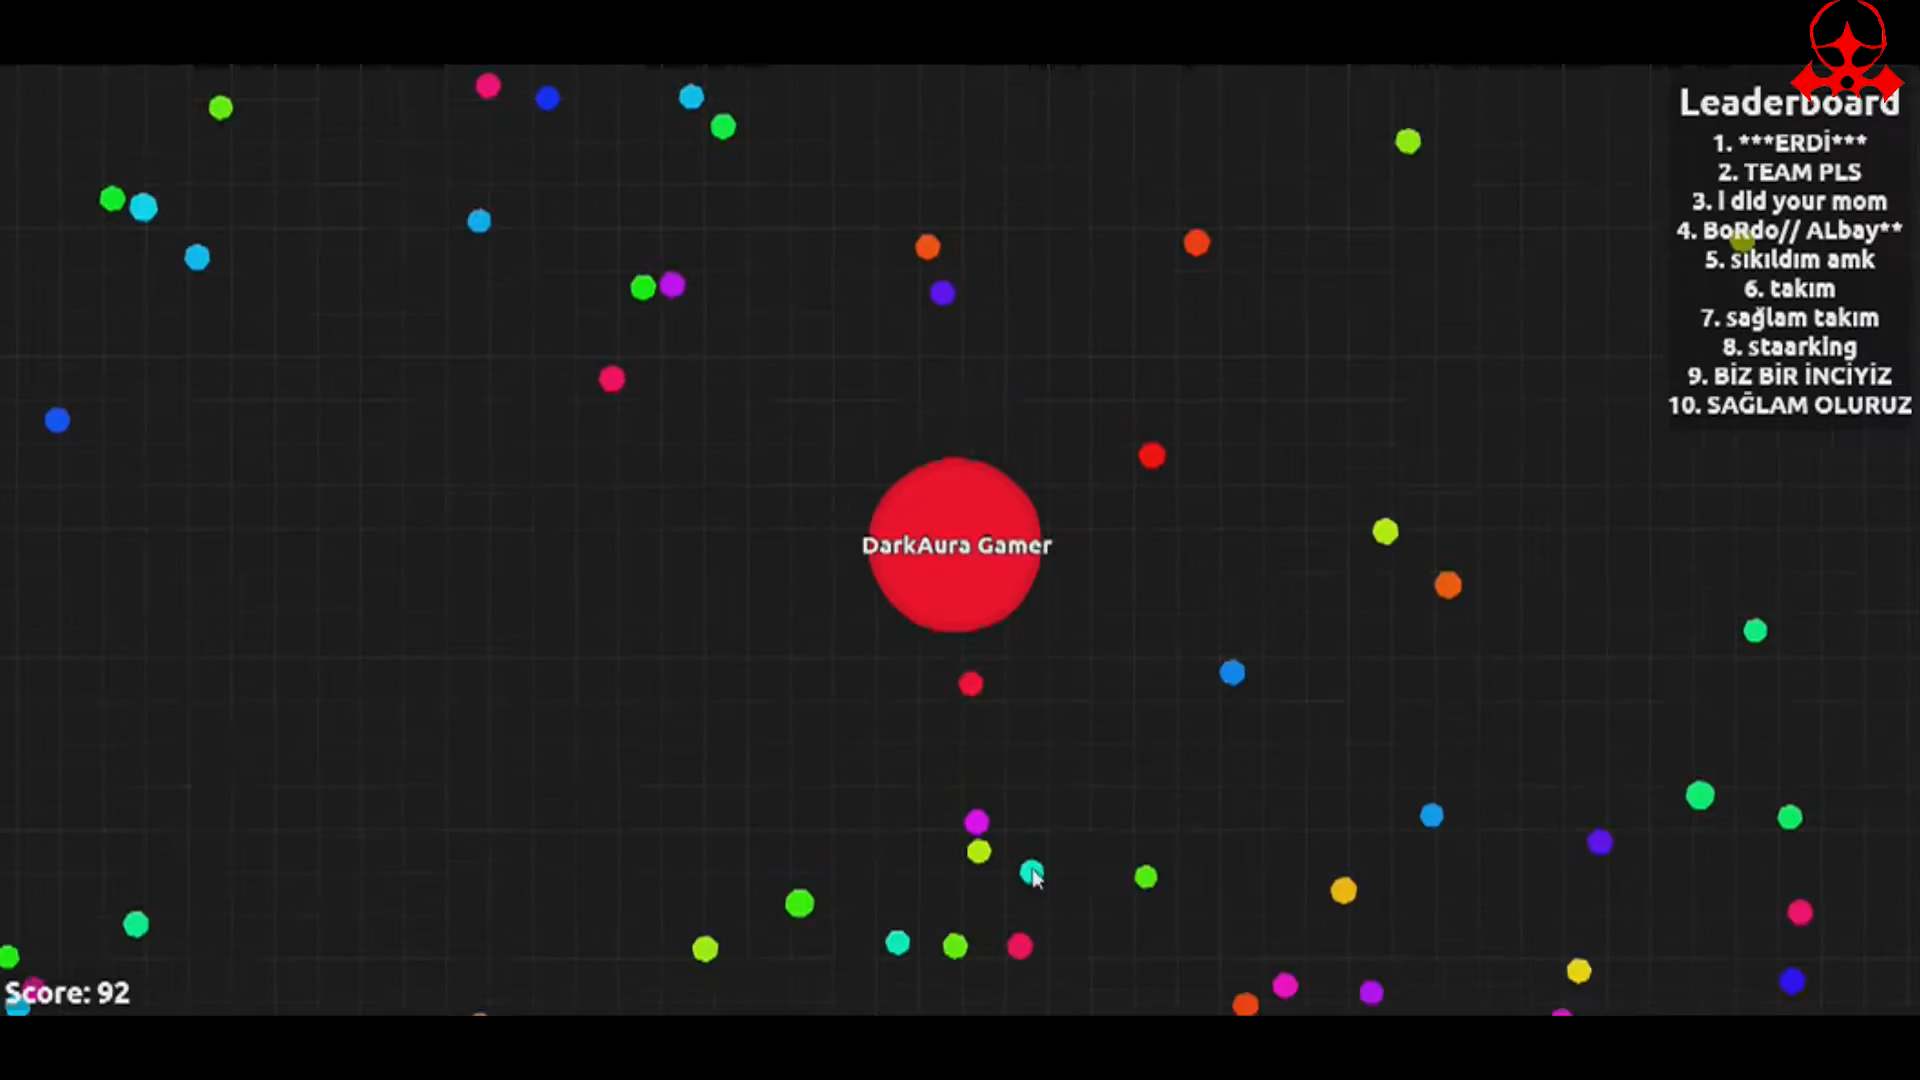 Leaderboard
1. ***ERDİ***
2. TEAM PLS
3. i did your mom
4. BoRdo// ALbay**
5. sıkıldım amk
6. takım
7. sağlam takım
8. staarking
9. BİZ BİR İNCİYİZ
10. SAĞLAM OLURUZ
DarkAura Gamer
Score: 92